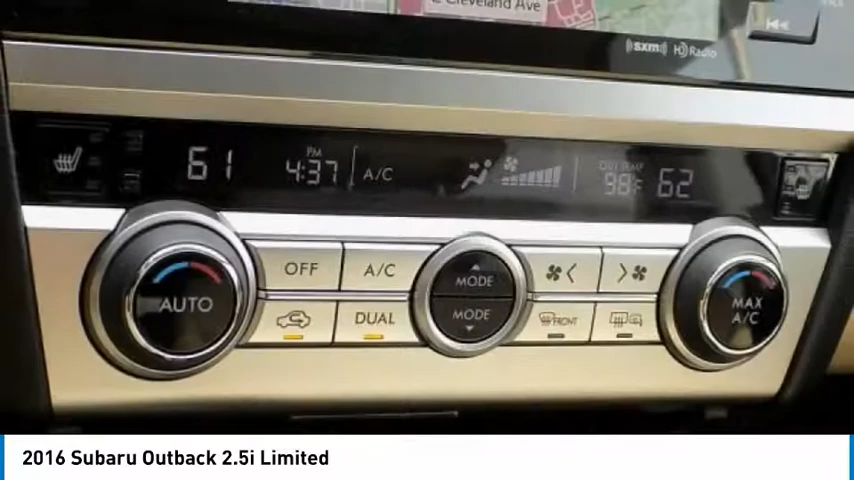 E Cleveland Ave
((sxm)) HD Radio
61 PM 4:37 A/C OUT TEMP 98°F 62
OFF A/C MODE
AUTO DUAL MODE FRONT MAX A/C
2016 Subaru Outback 2.5i Limited